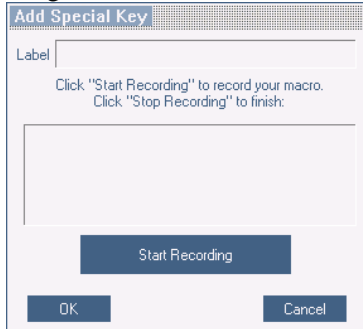 Add Special Key
Label
Click "Start Recording" to record your macro.
Click "Stop Recording" to finish:
Start Recording
OK Cancel